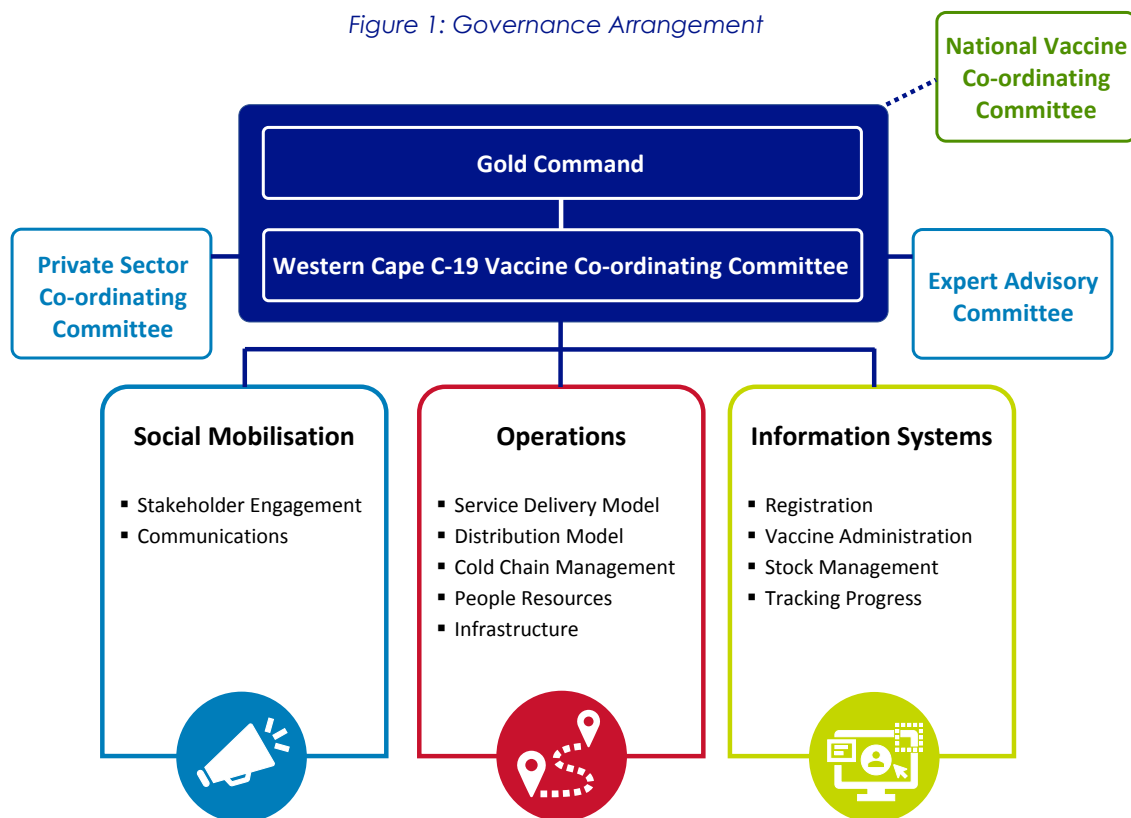 Figure 1: Governance Arrangement
National Vaccine
Co-ordinating
Committee
Gold Command
Western Cape C-19 Vaccine Co-ordinating Committee
Private Sector
Co-ordinating
Committee
Expert Advisory
Committee
Social Mobilisation
▪ Stakeholder Engagement
▪ Communications
Operations
▪ Service Delivery Model
▪ Distribution Model
▪ Cold Chain Management
▪ People Resources
▪ Infrastructure
Information Systems
▪ Registration
▪ Vaccine Administration
▪ Stock Management
▪ Tracking Progress